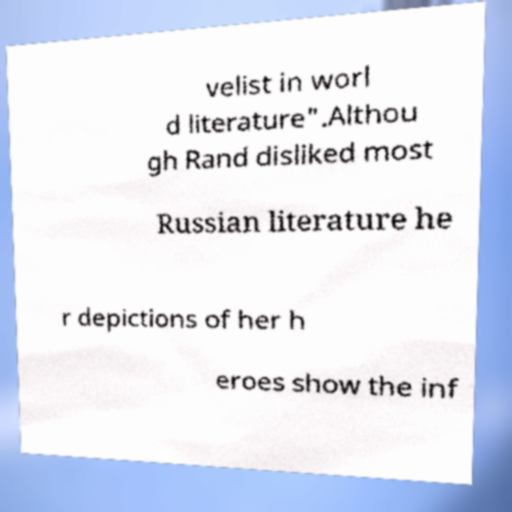 velist in worl
d literature".Althou
gh Rand disliked most
Russian literature he
r depictions of her h
eroes show the inf